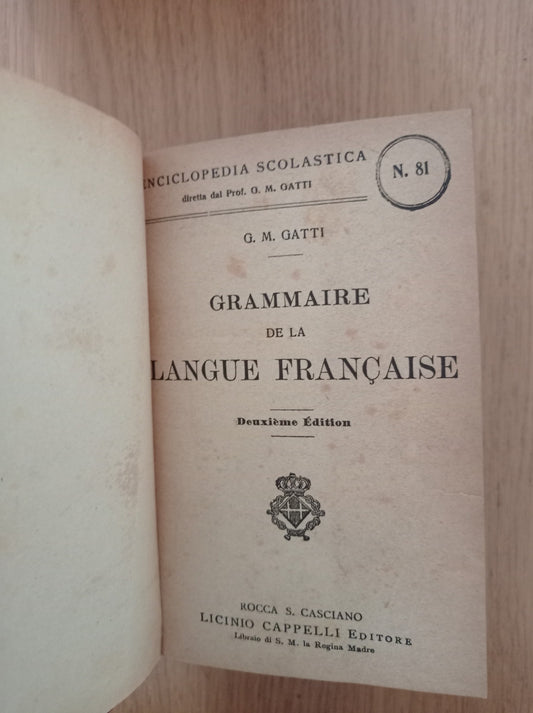 ENCICLOPEDIA SCOLASTICA
diretta dal Prof. G. M. GATTI
N. 81
G. M. GATTI
GRAMMAIRE
DE LA
LANGUE FRANÇAISE
Deuxième Édition
ROCCA S. CASCIANO
LICINIO CAPPELLI EDITORE
Libraio di S. M. la Regina Madre